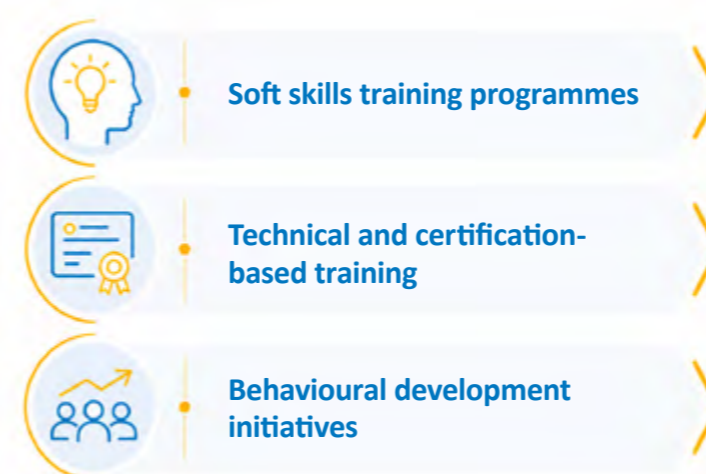 Soft skills training programmes
Technical and certification-
based training
Behavioural development
initiatives